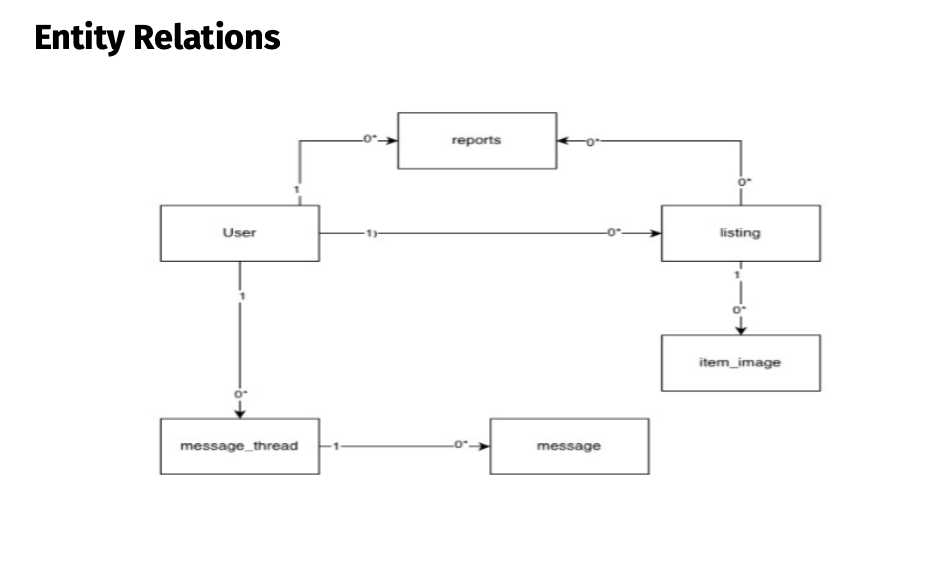 Entity Relations
reports
0*
0*
1
0*
User
1)
0*
listing
1
1
0*
item_image
0*
message_thread
1
0*
message